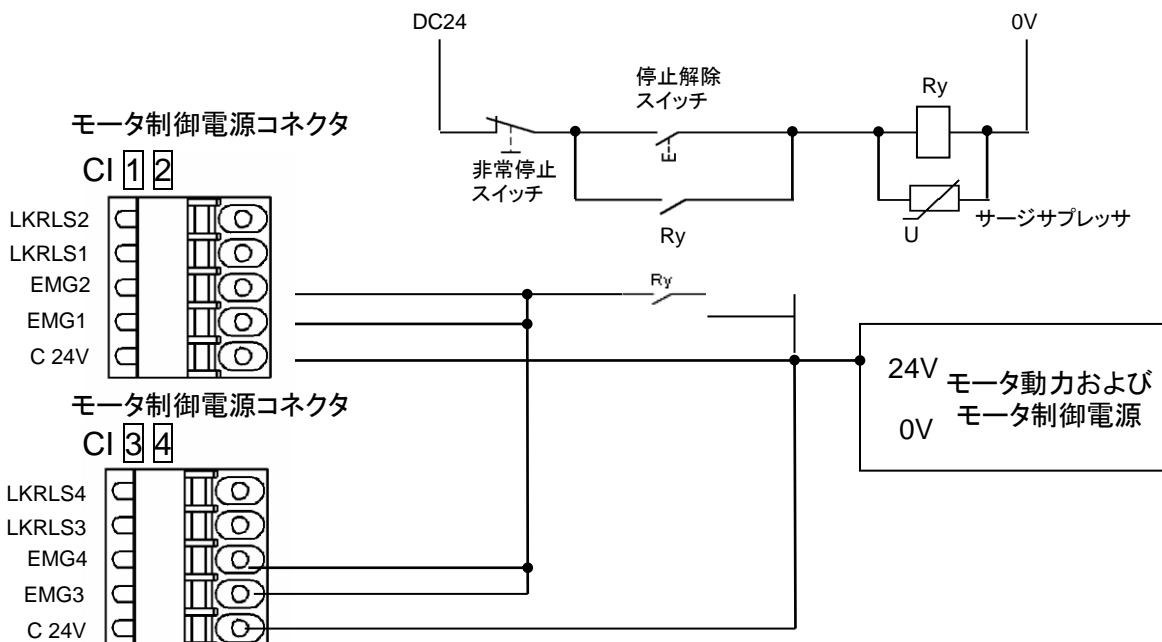 DC24
0V
停止解除
スイッチ
Ry
非常停止
スイッチ
Ry
U
サージサプレッサ
モータ制御電源コネクタ
CI 1 2
LKRLS2
LKRLS1
EMG2
EMG1
C 24V
Ry
24V
0V
モータ動力および
モータ制御電源
モータ制御電源コネクタ
CI 3 4
LKRLS4
LKRLS3
EMG4
EMG3
C 24V